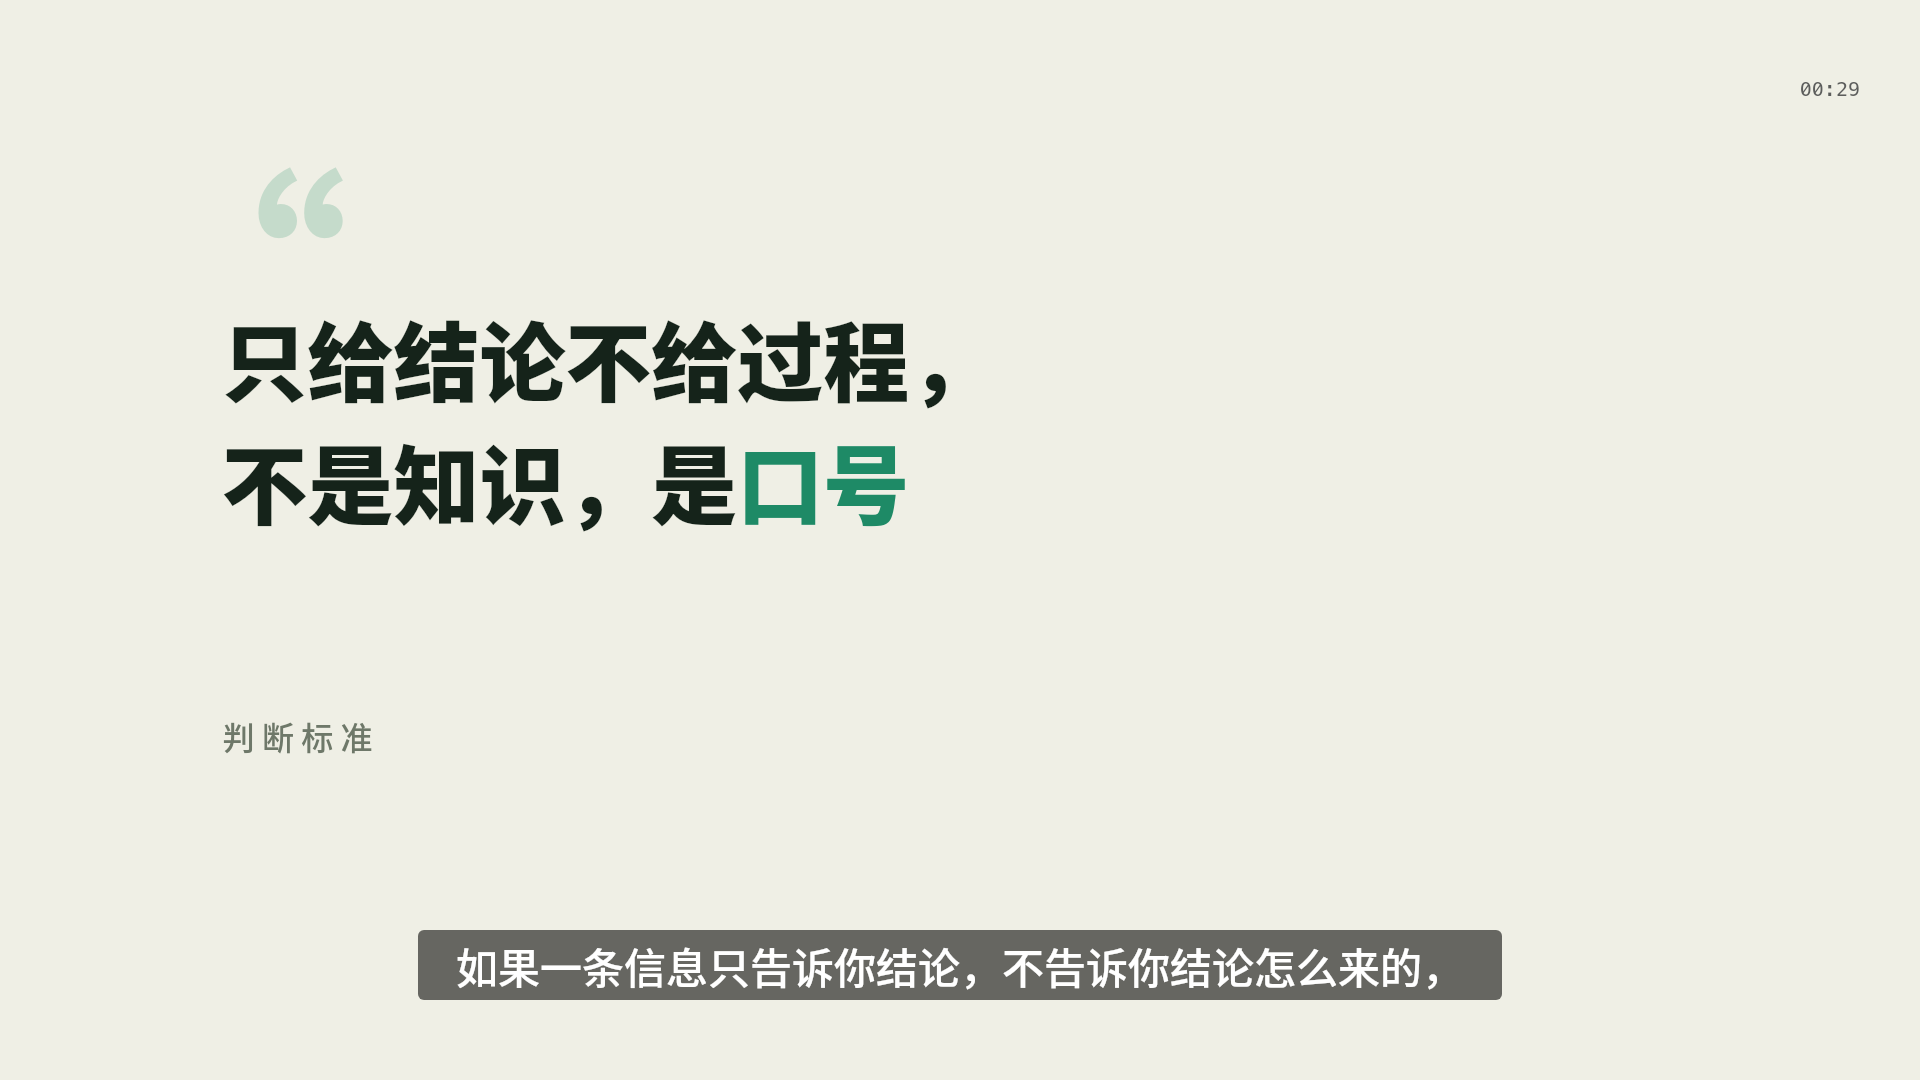 00:29
“
只给结论不给过程，
不是知识，是口号
判断标准
如果一条信息只告诉你结论，不告诉你结论怎么来的，